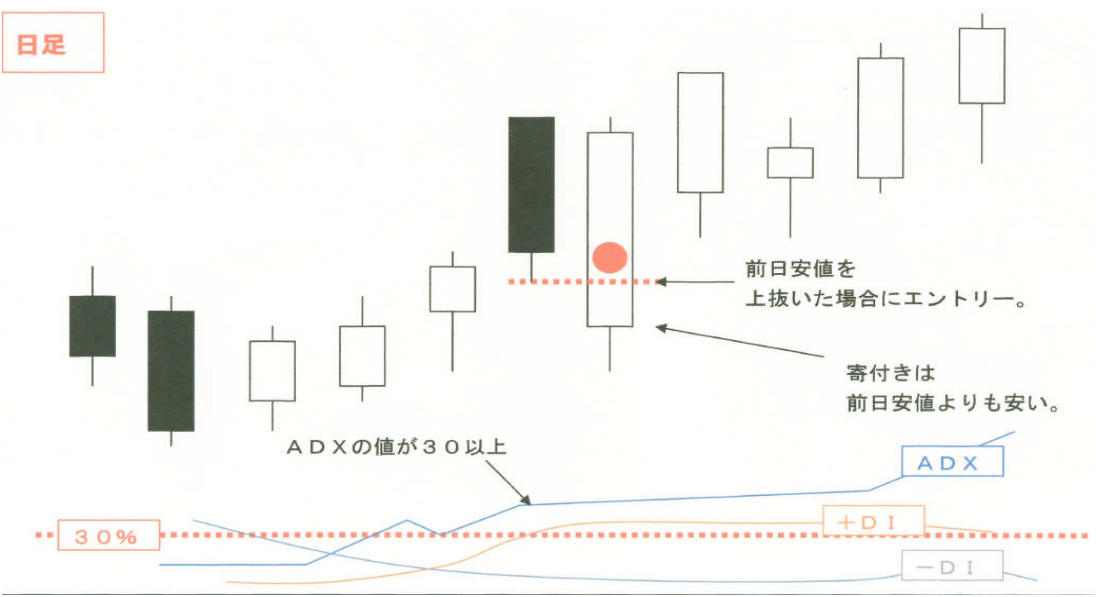 日足
前日安値を
上抜いた場合にエントリー。
寄付きは
前日安値よりも安い。
ＡＤＸの値が３０以上
ＡＤＸ
＋ＤＩ
３０％
－ＤＩ